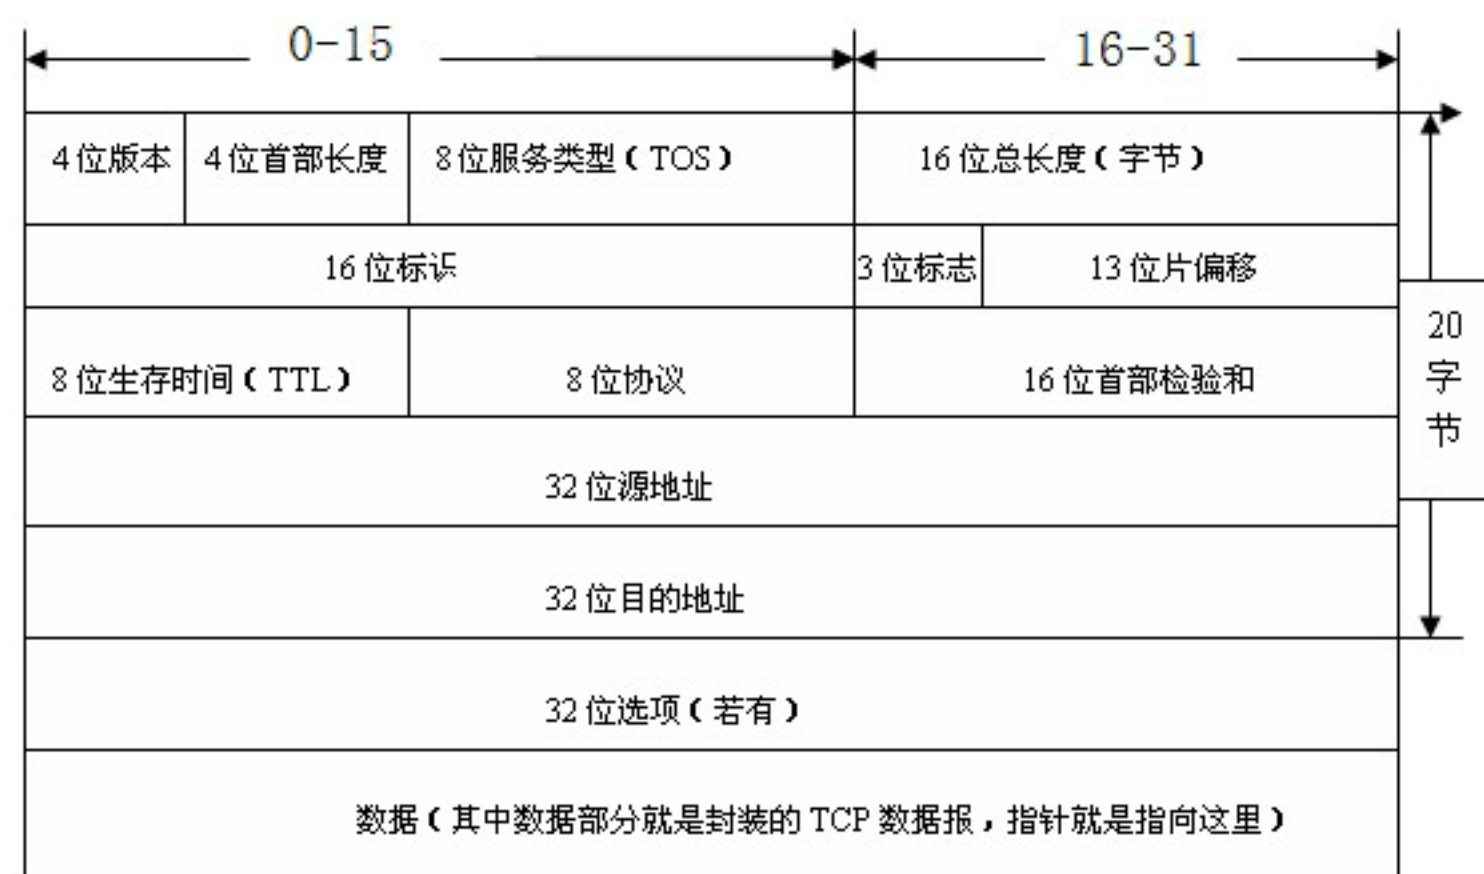 0-15
16-31
4位版本
4位首部长度
8位服务类型(TOS)
16位总长度(字节)
16位标识
3位标志
13位片偏移
20
字
节
8位生存时间(TTL)
8位协议
16位首部检验和
32位源地址
32位目的地址
32位选项(若有)
数据(其中数据部分就是封装的TCP数据报,指针就是指向这里)